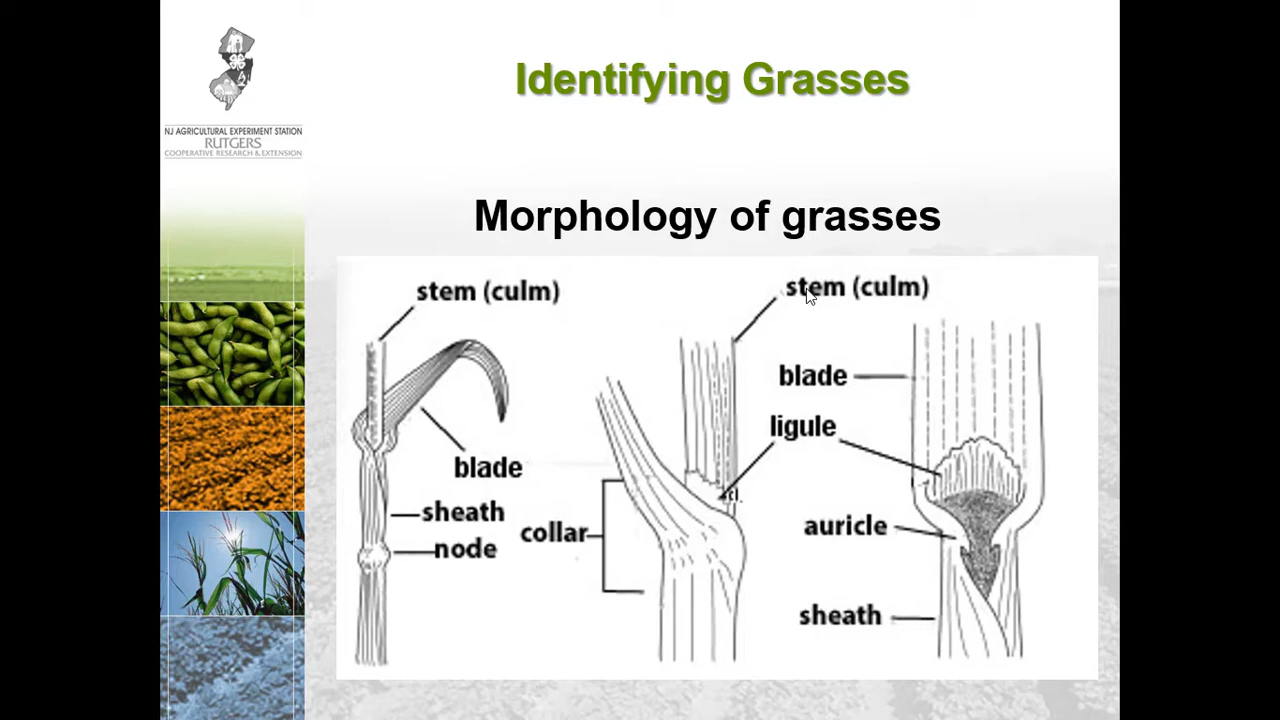 Identifying Grasses
NJ AGRICULTURAL EXPERIMENT STATION
RUTGERS
COOPERATIVE RESEARCH & EXTENSION
Morphology of grasses
stem (culm)
blade
sheath
node
stem (culm)
blade
ligule
collar
auricle
sheath